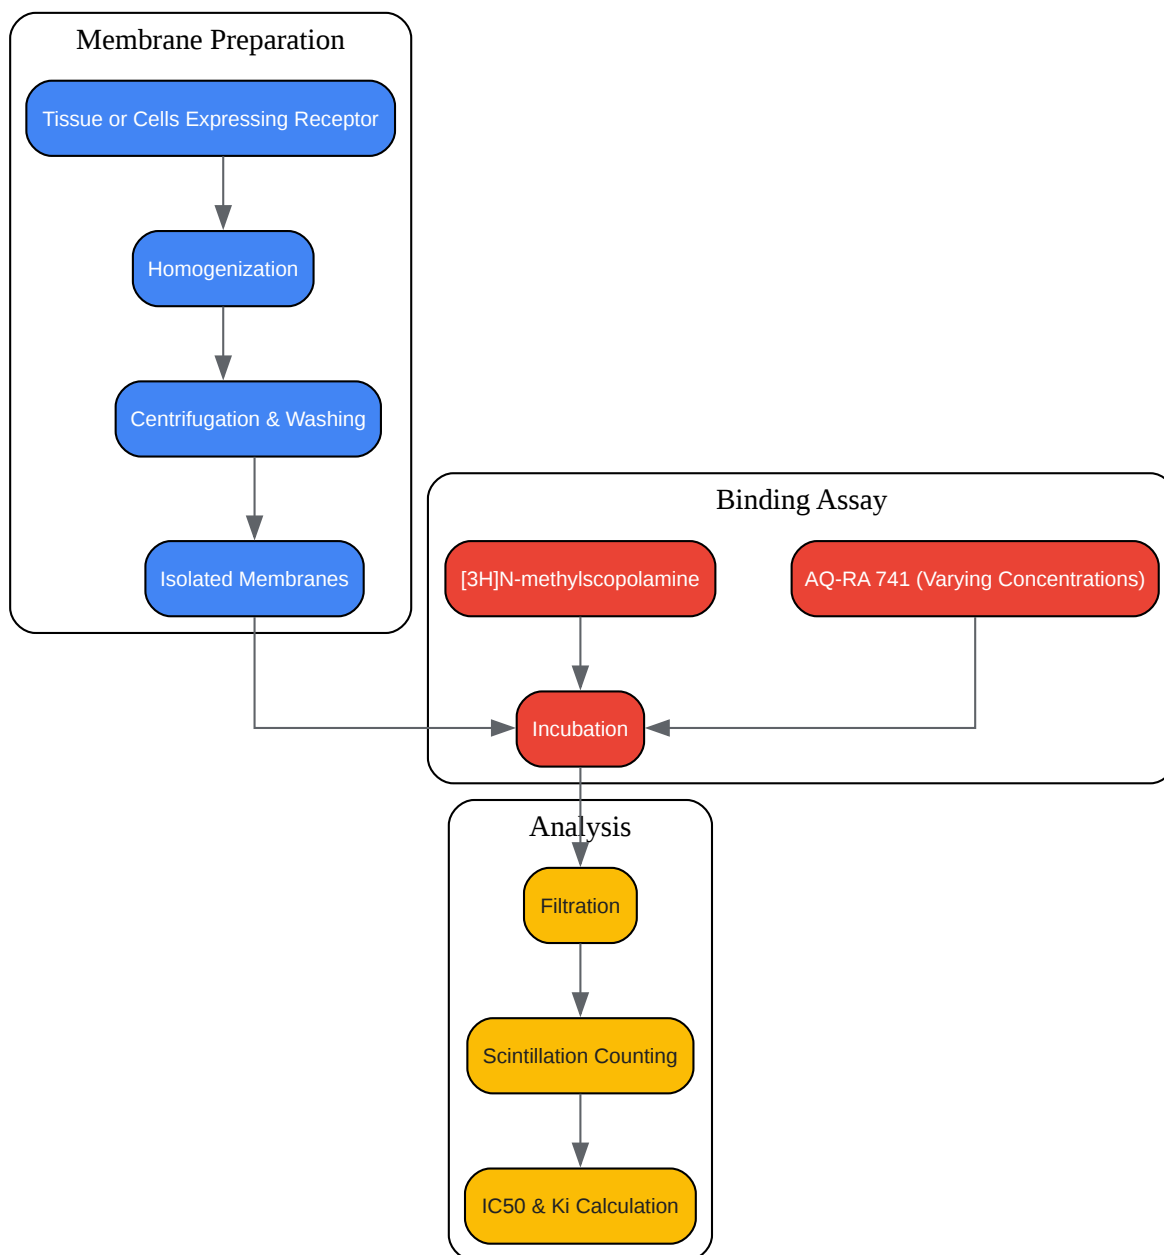 Membrane Preparation
Tissue or Cells Expressing Receptor
Homogenization
Centrifugation & Washing
Isolated Membranes
Binding Assay
[3H]N-methylscopolamine
AQ-RA 741 (Varying Concentrations)
Incubation
Analysis
Filtration
Scintillation Counting
IC50 & Ki Calculation